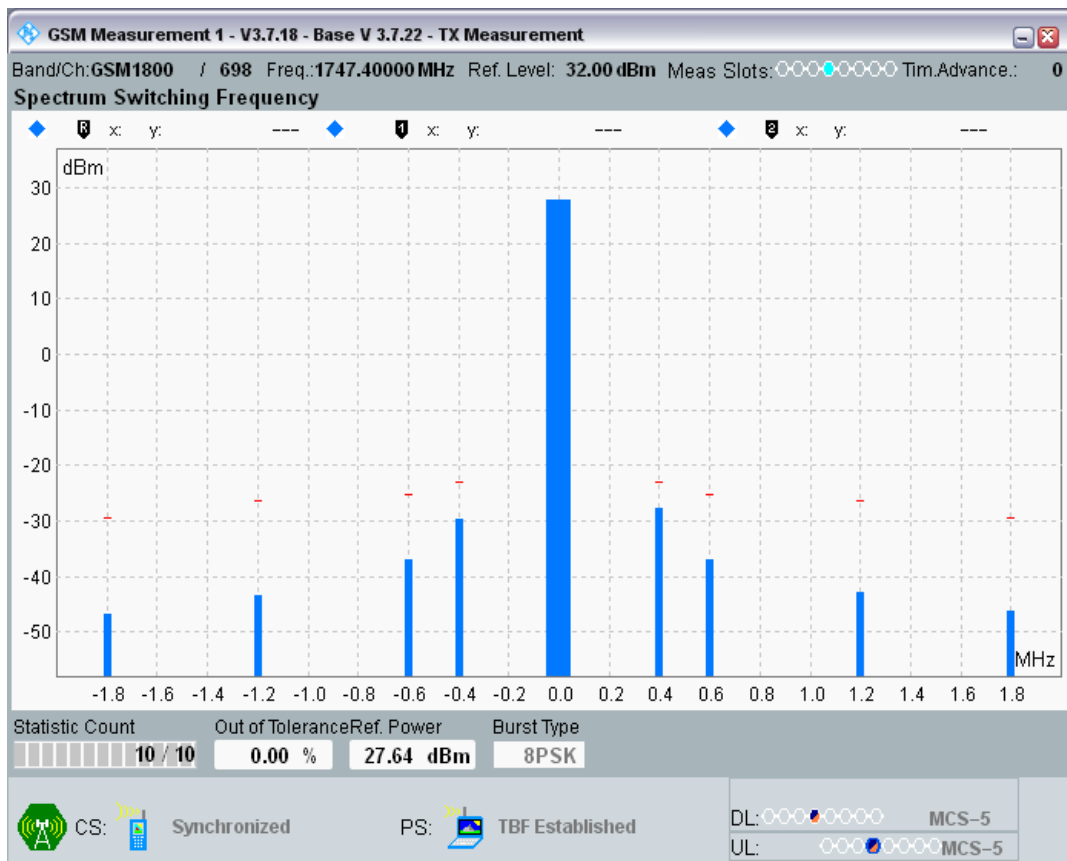 GSM Measurement 1 - V3.7.18 - Base V 3.7.22 - TX Measurement
Band/Ch:GSM1800 / 698 Freq.:1747.40000 MHz Ref. Level: 32.00 dBm Meas Slots: Tim.Advance.: 0
Spectrum Switching Frequency
R x: y: --- 1 x: y: --- 2 x: y: ---
dBm
30
20
10
0
-10
-20
-30
-40
-50
MHz
-1.8 -1.6 -1.4 -1.2 -1.0 -0.8 -0.6 -0.4 -0.2 0.0 0.2 0.4 0.6 0.8 1.0 1.2 1.4 1.6 1.8
Statistic Count Out of Tolerance Ref. Power Burst Type
10 / 10 0.00 % 27.64 dBm 8PSK
CS: Synchronized PS: TBF Established DL: MCS-5
UL: MCS-5